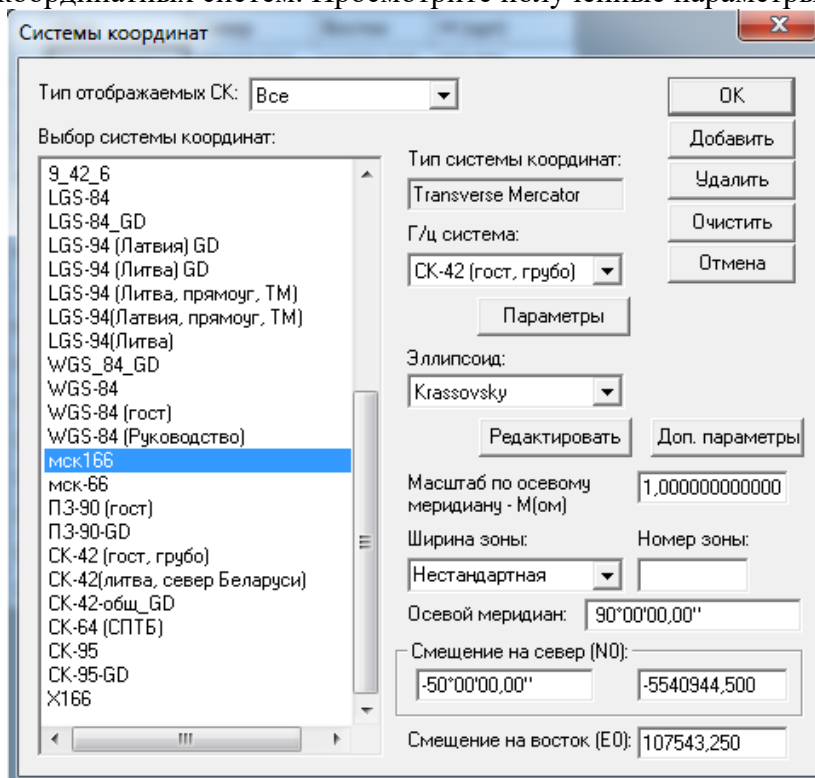 координатных систем. Просмотрите полученные параметры
Системы координат
Тип отображаемых СК: Все
Выбор системы координат:
9_42_6
LGS-84
LGS-84_GD
LGS-94 (Латвия) GD
LGS-94 (Литва) GD
LGS-94 (Литва, прямоуг, ТМ)
LGS-94(Латвия, прямоуг, ТМ)
LGS-94(Литва)
WGS_84_GD
WGS-84
WGS-84 (гост)
WGS-84 (Руководство)
мск166
мск-66
ПЗ-90 (гост)
ПЗ-90-GD
СК-42 (гост, грубо)
СК-42(литва, север Беларуси)
СК-42-общ_GD
СК-64 (СПТБ)
СК-95
СК-95-GD
X166
Тип системы координат:
Transverse Mercator
Г/ц система:
СК-42 (гост, грубо)
Параметры
Эллипсоид:
Krassovsky
Редактировать
Доп. параметры
Масштаб по осевому
меридиану - М(ом)
1,000000000000
Ширина зоны:
Номер зоны:
Нестандартная
Осевой меридиан: 90°00'00,00''
Смещение на север (N0):
-50°00'00,00''
-5540944,500
Смещение на восток (E0): 107543,250
OK
Добавить
Удалить
Очистить
Отмена